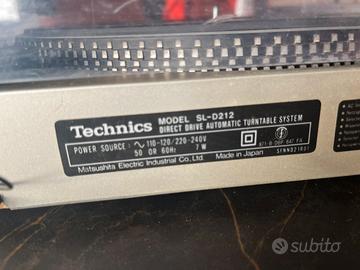 Technics MODEL SL-D212
DIRECT DRIVE AUTOMATIC TURNTABLE SYSTEM
POWER SOURCE : ∿ 110-120/220-240V
50 OR 60Hz 7W
Matsushita Electric Industrial Co., Ltd. Made in Japan
SFNND21R01
subito